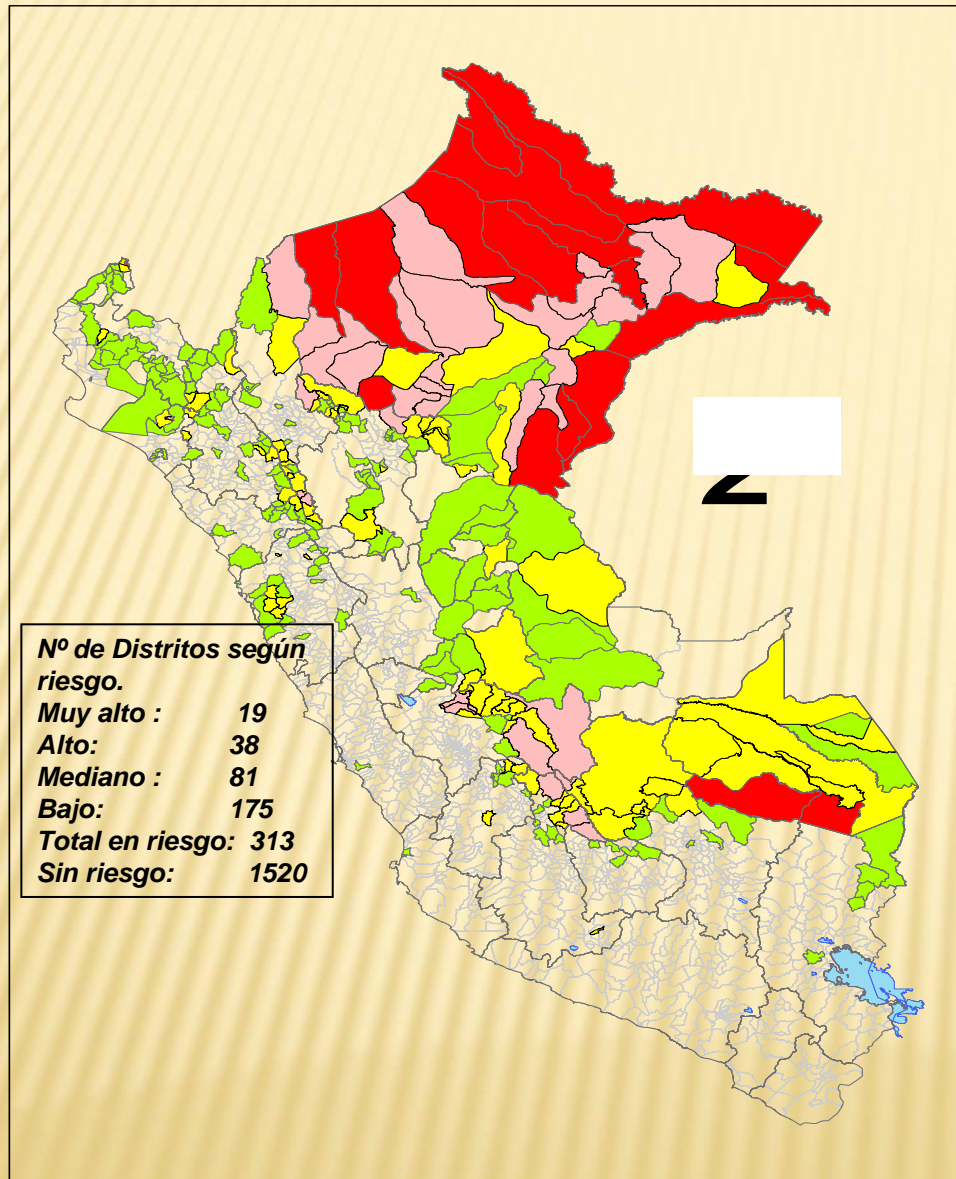 Nº de Distritos según
riesgo.
Muy alto : 19
Alto: 38
Mediano : 81
Bajo: 175
Total en riesgo: 313
Sin riesgo: 1520